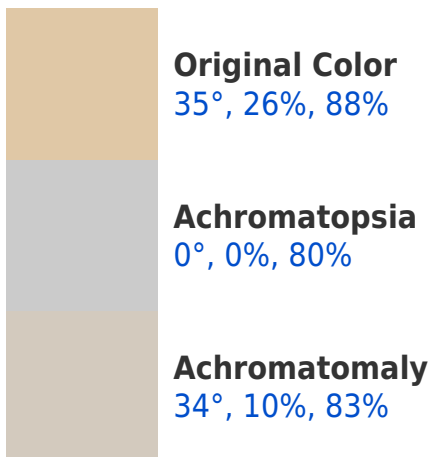 Original Color
35°, 26%, 88%
Achromatopsia
0°, 0%, 80%
Achromatomaly
34°, 10%, 83%